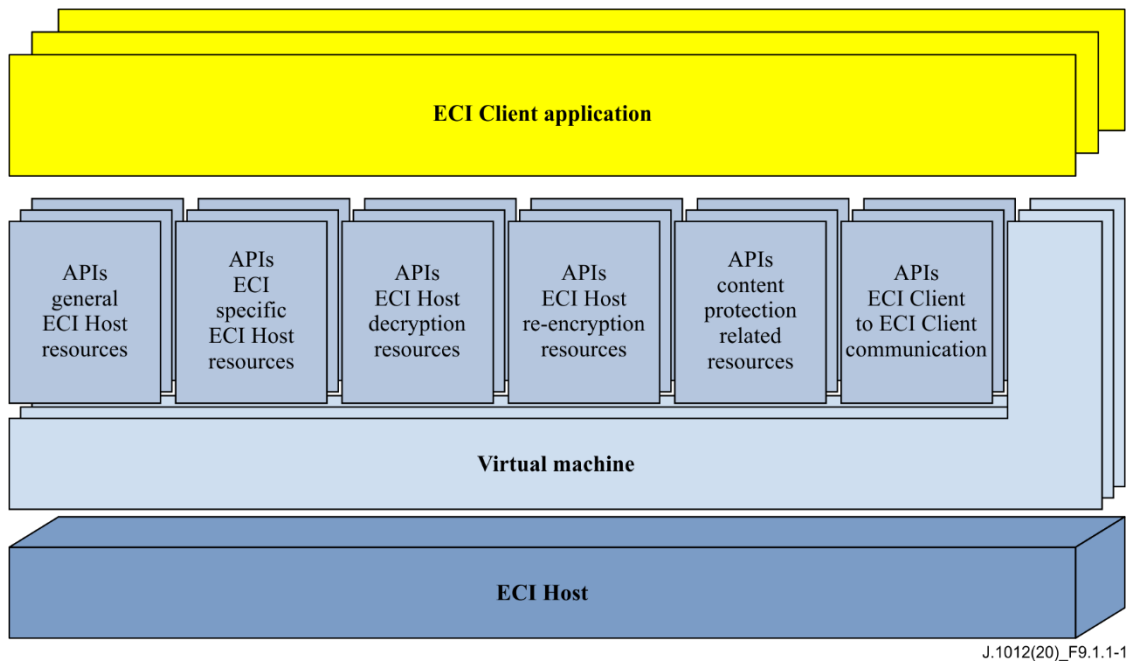 ECI Client application
APIs
general
ECI Host
resources
APIs
ECI
specific
ECI Host
resources
APIs
ECI Host
decryption
resources
APIs
ECI Host
re-encryption
resources
APIs
content
protection
related
resources
APIs
ECI Client
to ECI Client
communication
Virtual machine
ECI Host
J.1012(20)_F9.1.1-1